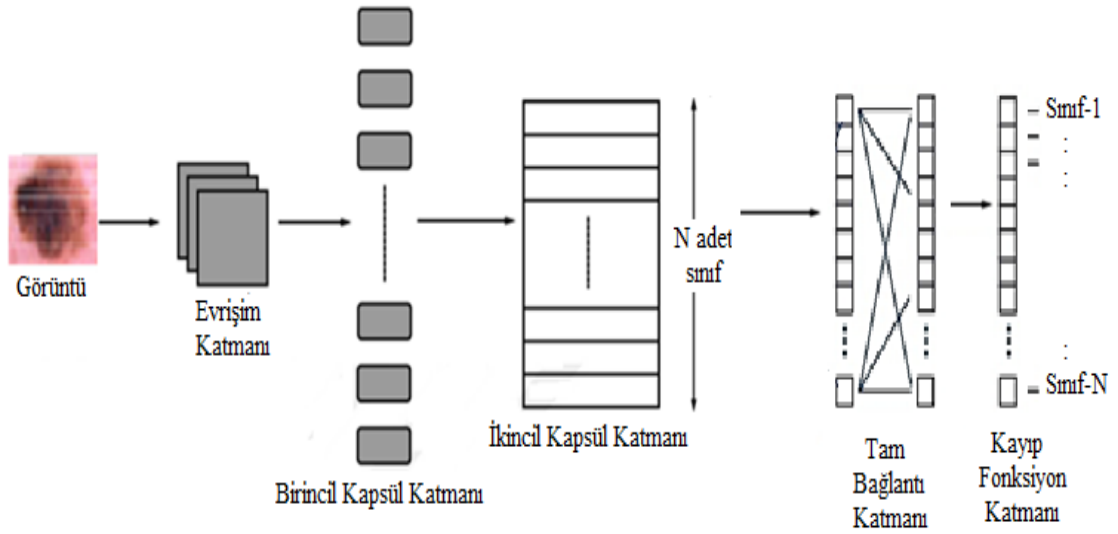 Görüntü
Evrişim
Katmanı
Birincil Kapsül Katmanı
İkincil Kapsül Katmanı
N adet
sınıf
Tam
Bağlantı
Katmanı
Kayıp
Fonksiyon
Katmanı
Sınıf-1
Sınıf-N